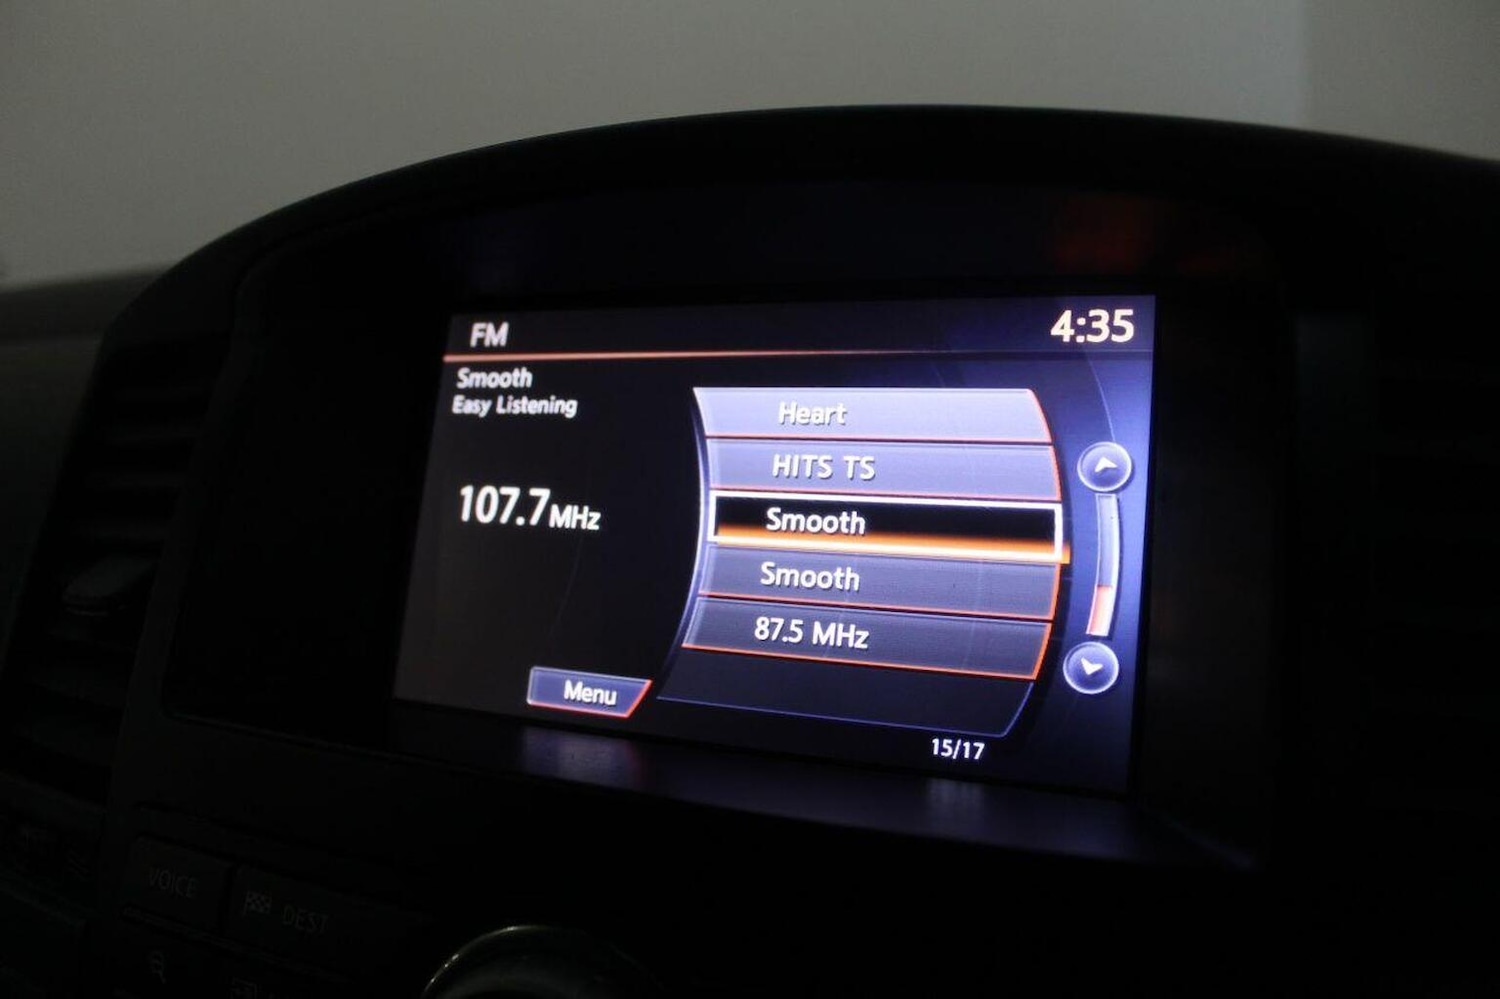 FM
4:35
Smooth
Easy Listening
107.7MHz
Heart
HITS TS
Smooth
Smooth
87.5 MHz
Menu
15/17
VOICE
DEST